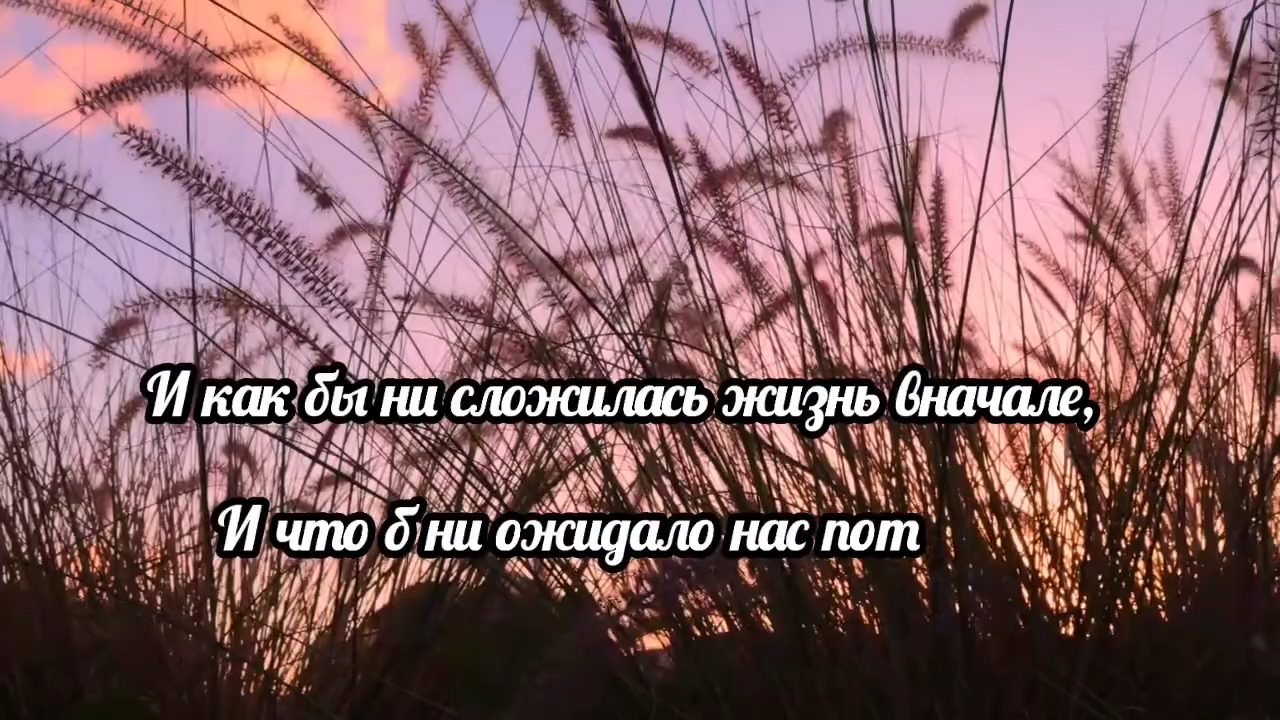 И как бы ни сложилась жизнь вначале,
И что б ни ожидало нас пот